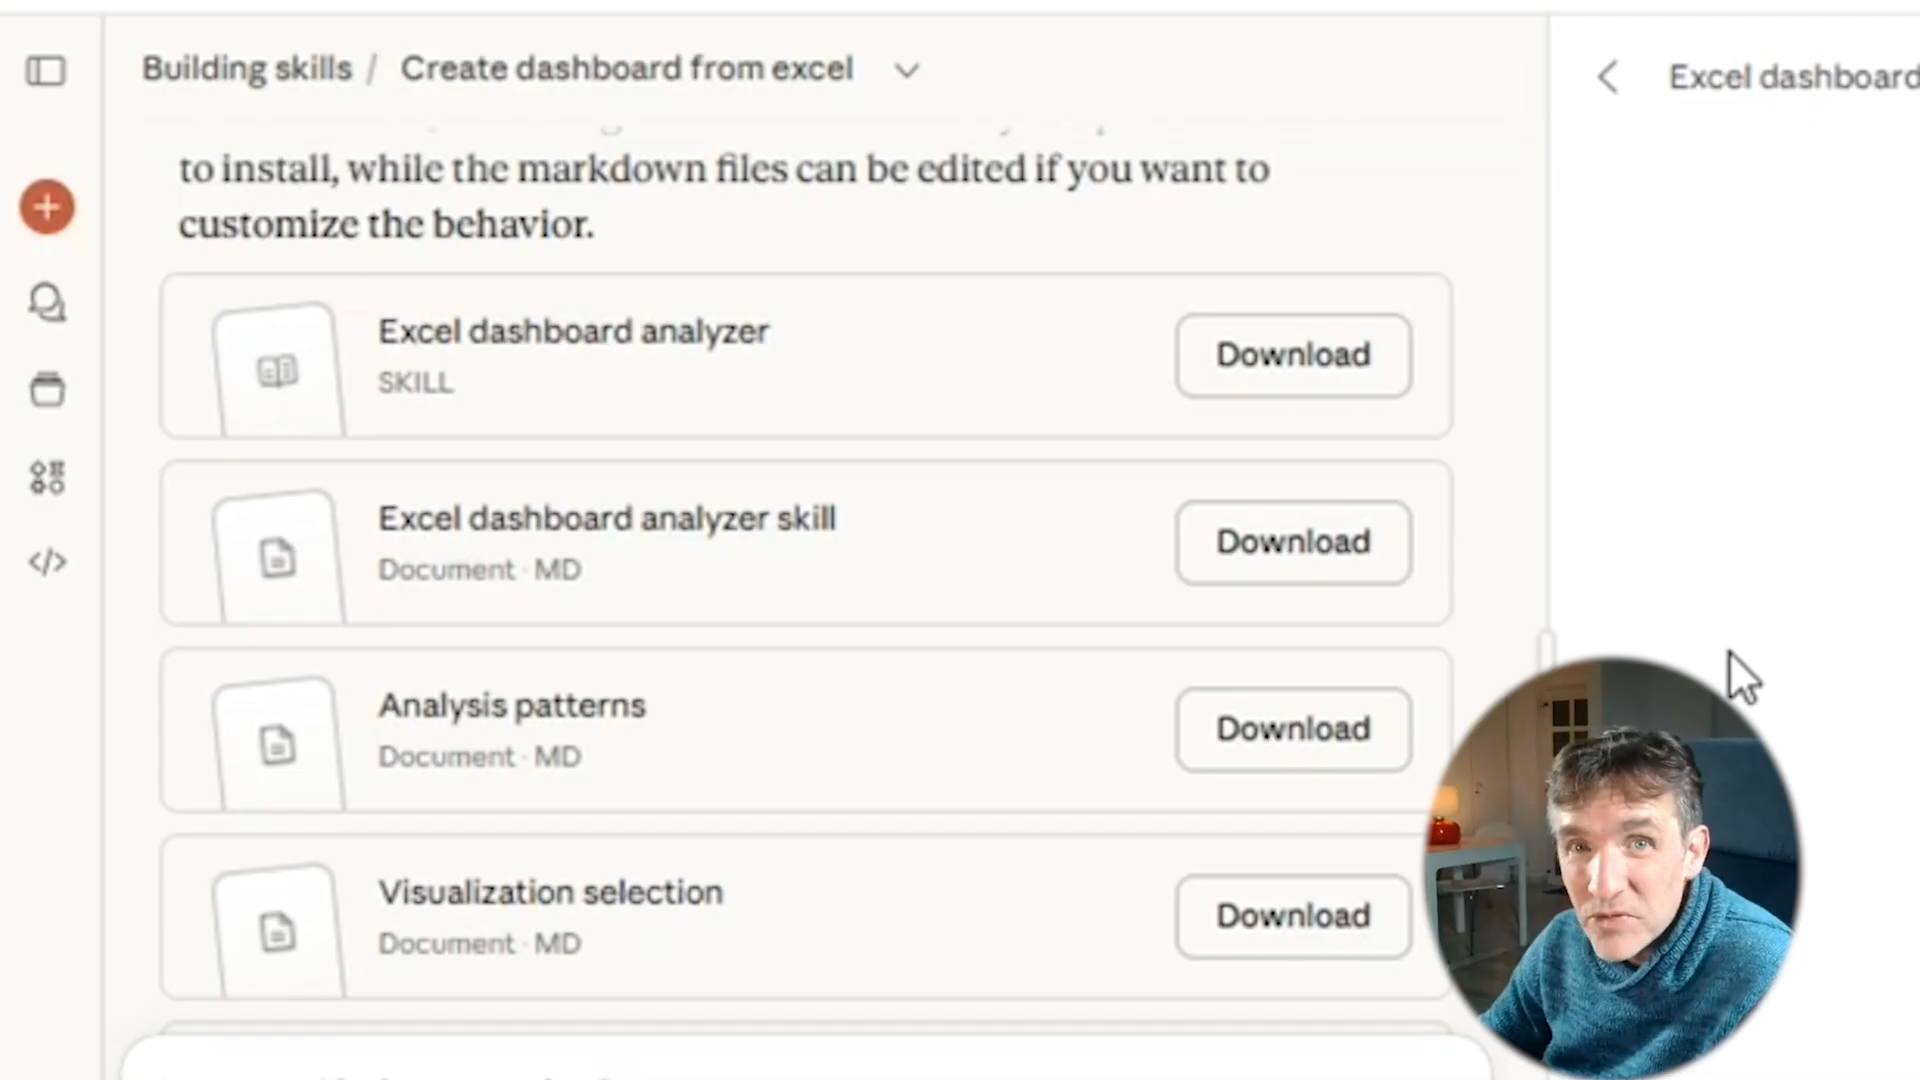 Building skills / Create dashboard from excel
Excel dashboard
to install, while the markdown files can be edited if you want to
customize the behavior.
Excel dashboard analyzer
SKILL
Download
Excel dashboard analyzer skill
Document · MD
Download
Analysis patterns
Document · MD
Download
Visualization selection
Document · MD
Download